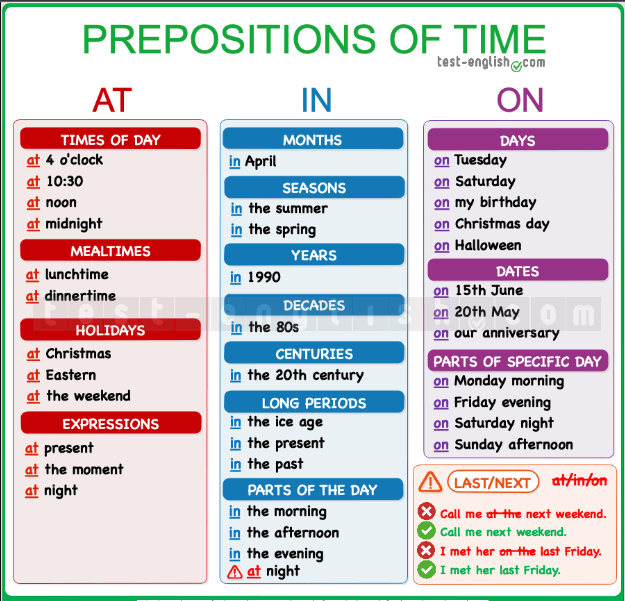 PREPOSITIONS OF TIME
test-english.com
AT
TIMES OF DAY
at 4 o'clock
at 10:30
at noon
at midnight
MEALTIMES
at lunchtime
at dinnertime
HOLIDAYS
at Christmas
at Eastern
at the weekend
EXPRESSIONS
at present
at the moment
at night
IN
MONTHS
in April
SEASONS
in the summer
in the spring
YEARS
in 1990
DECADES
in the 80s
CENTURIES
in the 20th century
LONG PERIODS
in the ice age
in the present
in the past
PARTS OF THE DAY
in the morning
in the afternoon
in the evening
at night
ON
DAYS
on Tuesday
on Saturday
on my birthday
on Christmas day
on Halloween
DATES
on 15th June
on 20th May
on our anniversary
PARTS OF SPECIFIC DAY
on Monday morning
on Friday evening
on Saturday night
on Sunday afternoon
LAST/NEXT at/in/on
Call me at the next weekend.
Call me next weekend.
I met her on the last Friday.
I met her last Friday.
test-english.com